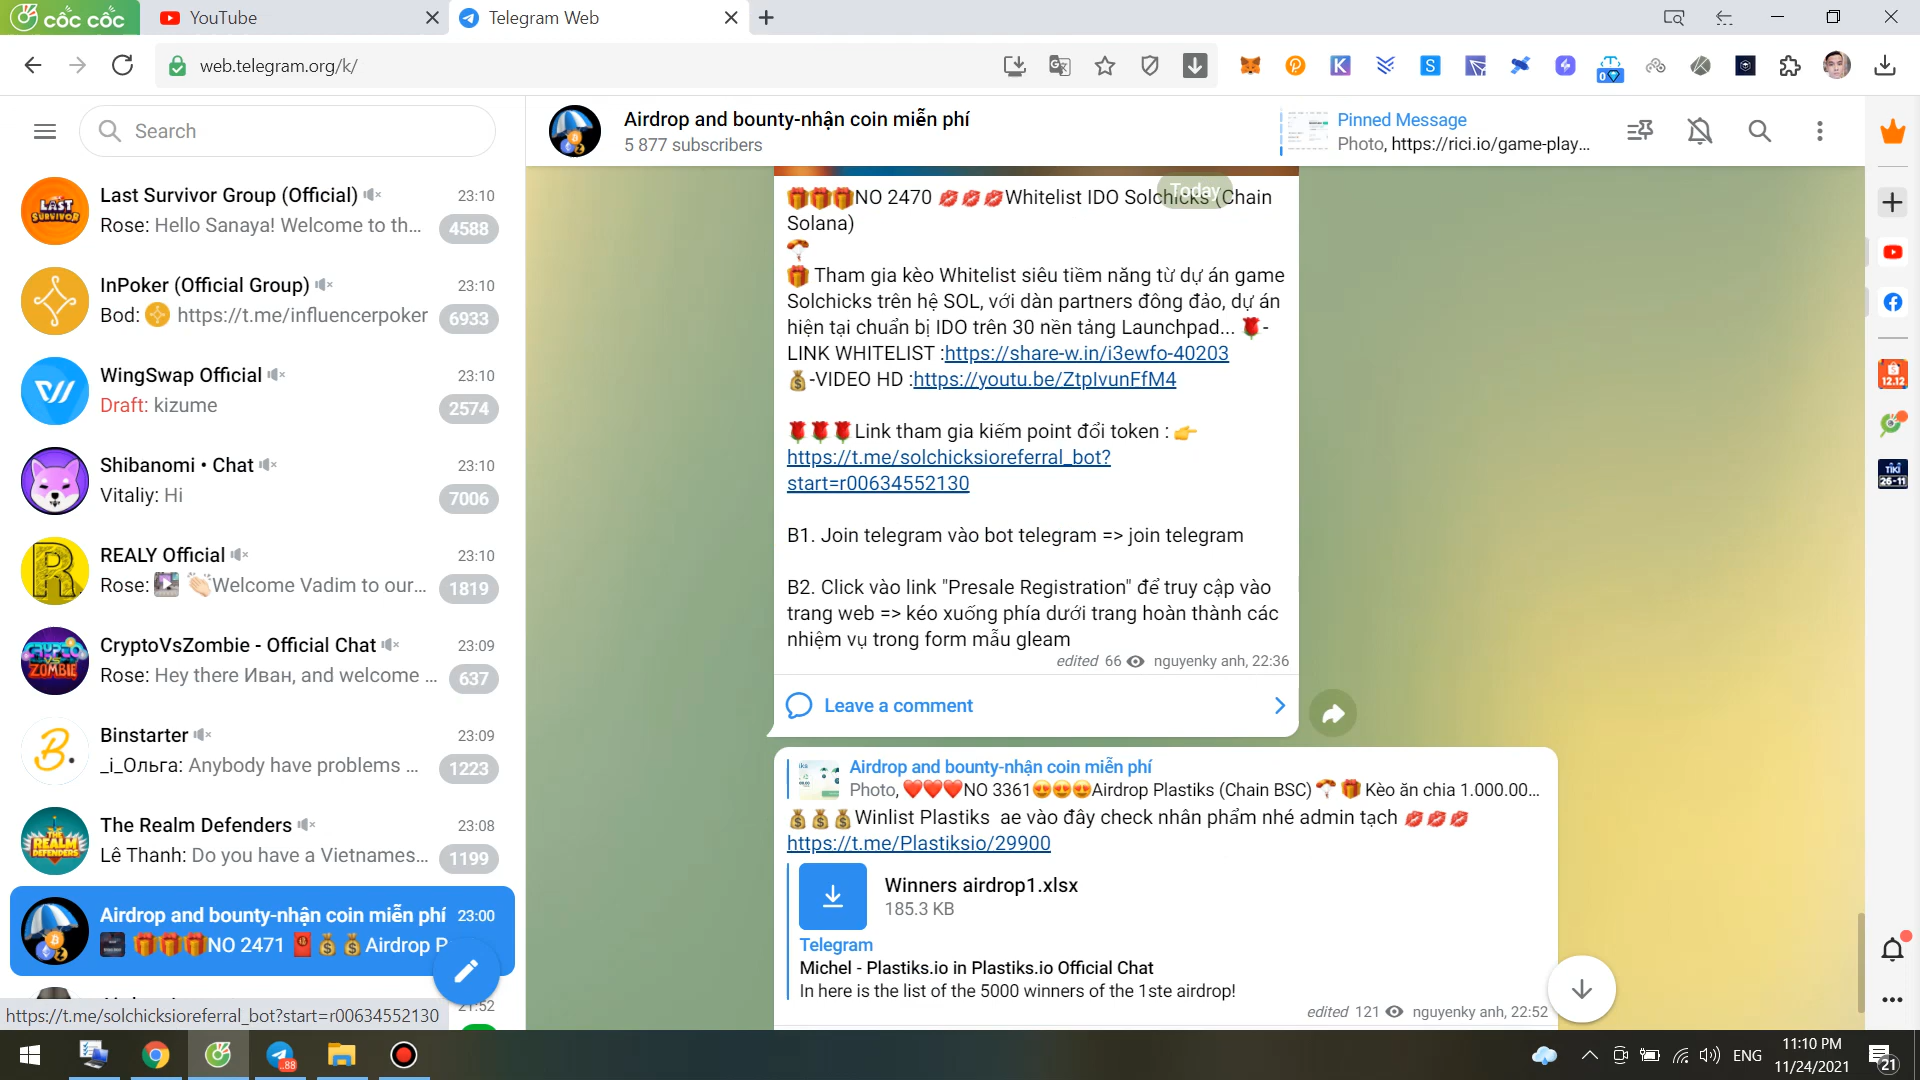 cốc cốc
YouTube
Telegram Web
web.telegram.org/k/
Search
Airdrop and bounty-nhận coin miễn phí
5 877 subscribers
Pinned Message
Photo, https://rici.io/game-play...
Last Survivor Group (Official) 23:10
Rose: Hello Sanaya! Welcome to th... 4588
InPoker (Official Group) 23:10
Bod: https://t.me/influencerpoker 6933
WingSwap Official 23:10
Draft: kizume 2574
Shibanomi • Chat 23:10
Vitaliy: Hi 7006
REALY Official 23:10
Rose: Welcome Vadim to our... 1819
CryptoVsZombie - Official Chat 23:09
Rose: Hey there Иван, and welcome ... 637
Binstarter 23:09
_i_Ольга: Anybody have problems ... 1223
The Realm Defenders 23:08
Lê Thanh: Do you have a Vietnames... 1199
Airdrop and bounty-nhận coin miễn phí 23:00
NO 2471 Airdrop P
21:52
https://t.me/solchicksioreferral_bot?start=r00634552130
Today
NO 2470 Whitelist IDO Solchicks (Chain
Solana)
Tham gia kèo Whitelist siêu tiềm năng từ dự án game
Solchicks trên hệ SOL, với dàn partners đông đảo, dự án
hiện tại chuẩn bị IDO trên 30 nền tảng Launchpad... -
LINK WHITELIST :https://share-w.in/i3ewfo-40203
-VIDEO HD :https://youtu.be/ZtpIvunFfM4
Link tham gia kiếm point đổi token :
https://t.me/solchicksioreferral_bot?
start=r00634552130
B1. Join telegram vào bot telegram => join telegram
B2. Click vào link "Presale Registration" để truy cập vào
trang web => kéo xuống phía dưới trang hoàn thành các
nhiệm vụ trong form mẫu gleam
edited 66 nguyenky anh, 22:36
Leave a comment
Airdrop and bounty-nhận coin miễn phí
Photo, NO 3361 Airdrop Plastiks (Chain BSC) Kèo ăn chia 1.000.00...
Winlist Plastiks ae vào đây check nhân phẩm nhé admin tạch
https://t.me/Plastiksio/29900
Winners airdrop1.xlsx
185.3 KB
Telegram
Michel - Plastiks.io in Plastiks.io Official Chat
In here is the list of the 5000 winners of the 1ste airdrop!
edited 121 nguyenky anh, 22:52
12.12
TIKI
26-11
..88
ENG
11:10 PM
11/24/2021
21